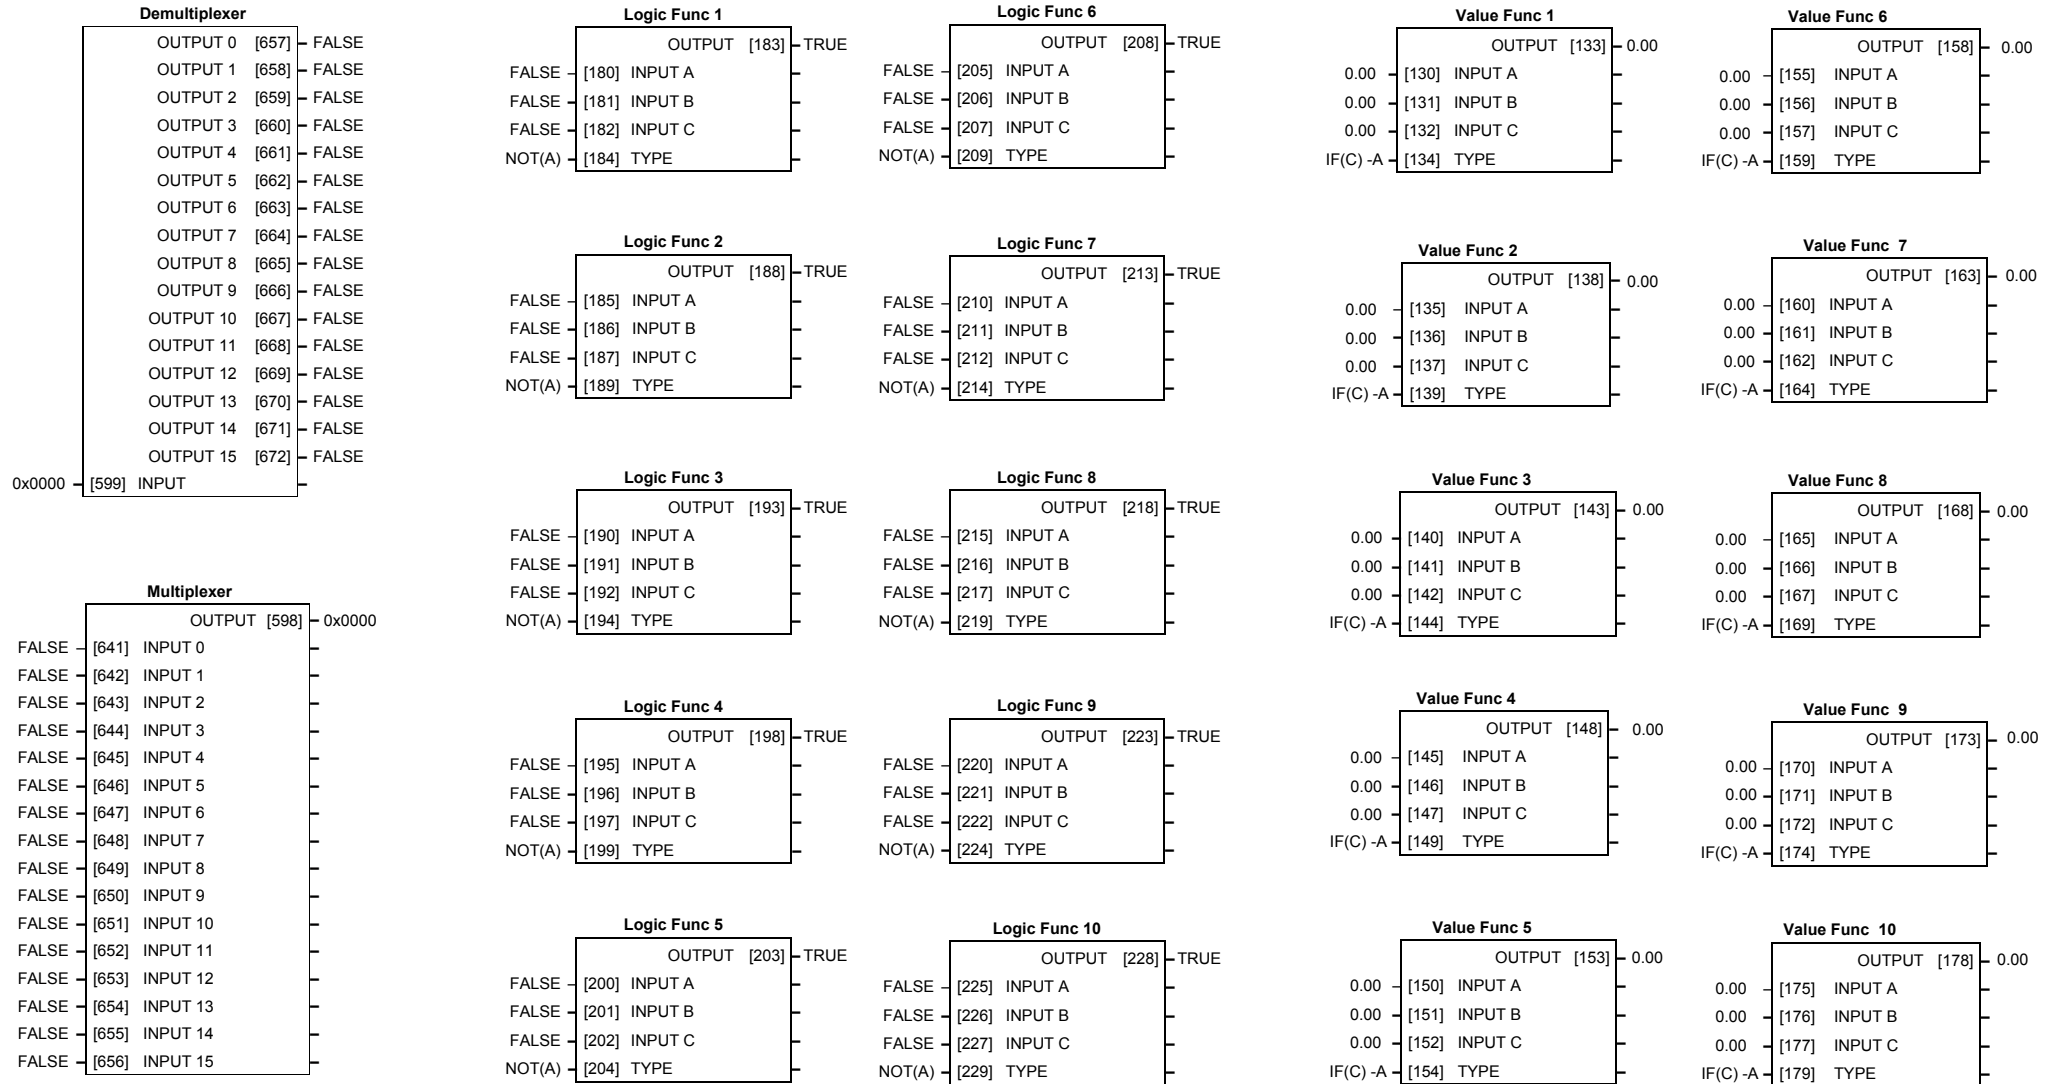 Demultiplexer
OUTPUT 0 [657] FALSE
OUTPUT 1 [658] FALSE
OUTPUT 2 [659] FALSE
OUTPUT 3 [660] FALSE
OUTPUT 4 [661] FALSE
OUTPUT 5 [662] FALSE
OUTPUT 6 [663] FALSE
OUTPUT 7 [664] FALSE
OUTPUT 8 [665] FALSE
OUTPUT 9 [666] FALSE
OUTPUT 10 [667] FALSE
OUTPUT 11 [668] FALSE
OUTPUT 12 [669] FALSE
OUTPUT 13 [670] FALSE
OUTPUT 14 [671] FALSE
OUTPUT 15 [672] FALSE
0x0000 [599] INPUT
Multiplexer
OUTPUT [598] 0x0000
FALSE [641] INPUT 0
FALSE [642] INPUT 1
FALSE [643] INPUT 2
FALSE [644] INPUT 3
FALSE [645] INPUT 4
FALSE [646] INPUT 5
FALSE [647] INPUT 6
FALSE [648] INPUT 7
FALSE [649] INPUT 8
FALSE [650] INPUT 9
FALSE [651] INPUT 10
FALSE [652] INPUT 11
FALSE [653] INPUT 12
FALSE [654] INPUT 13
FALSE [655] INPUT 14
FALSE [656] INPUT 15
Logic Func 1
OUTPUT [183] TRUE
FALSE [180] INPUT A
FALSE [181] INPUT B
FALSE [182] INPUT C
NOT(A) [184] TYPE
Logic Func 2
OUTPUT [188] TRUE
FALSE [185] INPUT A
FALSE [186] INPUT B
FALSE [187] INPUT C
NOT(A) [189] TYPE
Logic Func 3
OUTPUT [193] TRUE
FALSE [190] INPUT A
FALSE [191] INPUT B
FALSE [192] INPUT C
NOT(A) [194] TYPE
Logic Func 4
OUTPUT [198] TRUE
FALSE [195] INPUT A
FALSE [196] INPUT B
FALSE [197] INPUT C
NOT(A) [199] TYPE
Logic Func 5
OUTPUT [203] TRUE
FALSE [200] INPUT A
FALSE [201] INPUT B
FALSE [202] INPUT C
NOT(A) [204] TYPE
Logic Func 6
OUTPUT [208] TRUE
FALSE [205] INPUT A
FALSE [206] INPUT B
FALSE [207] INPUT C
NOT(A) [209] TYPE
Logic Func 7
OUTPUT [213] TRUE
FALSE [210] INPUT A
FALSE [211] INPUT B
FALSE [212] INPUT C
NOT(A) [214] TYPE
Logic Func 8
OUTPUT [218] TRUE
FALSE [215] INPUT A
FALSE [216] INPUT B
FALSE [217] INPUT C
NOT(A) [219] TYPE
Logic Func 9
OUTPUT [223] TRUE
FALSE [220] INPUT A
FALSE [221] INPUT B
FALSE [222] INPUT C
NOT(A) [224] TYPE
Logic Func 10
OUTPUT [228] TRUE
FALSE [225] INPUT A
FALSE [226] INPUT B
FALSE [227] INPUT C
NOT(A) [229] TYPE
Value Func 1
OUTPUT [133] 0.00
0.00 [130] INPUT A
0.00 [131] INPUT B
0.00 [132] INPUT C
IF(C) -A [134] TYPE
Value Func 2
OUTPUT [138] 0.00
0.00 [135] INPUT A
0.00 [136] INPUT B
0.00 [137] INPUT C
IF(C) -A [139] TYPE
Value Func 3
OUTPUT [143] 0.00
0.00 [140] INPUT A
0.00 [141] INPUT B
0.00 [142] INPUT C
IF(C) -A [144] TYPE
Value Func 4
OUTPUT [148] 0.00
0.00 [145] INPUT A
0.00 [146] INPUT B
0.00 [147] INPUT C
IF(C) -A [149] TYPE
Value Func 5
OUTPUT [153] 0.00
0.00 [150] INPUT A
0.00 [151] INPUT B
0.00 [152] INPUT C
IF(C) -A [154] TYPE
Value Func 6
OUTPUT [158] 0.00
0.00 [155] INPUT A
0.00 [156] INPUT B
0.00 [157] INPUT C
IF(C) -A [159] TYPE
Value Func 7
OUTPUT [163] 0.00
0.00 [160] INPUT A
0.00 [161] INPUT B
0.00 [162] INPUT C
IF(C) -A [164] TYPE
Value Func 8
OUTPUT [168] 0.00
0.00 [165] INPUT A
0.00 [166] INPUT B
0.00 [167] INPUT C
IF(C) -A [169] TYPE
Value Func 9
OUTPUT [173] 0.00
0.00 [170] INPUT A
0.00 [171] INPUT B
0.00 [172] INPUT C
IF(C) -A [174] TYPE
Value Func 10
OUTPUT [178] 0.00
0.00 [175] INPUT A
0.00 [176] INPUT B
0.00 [177] INPUT C
IF(C) -A [179] TYPE